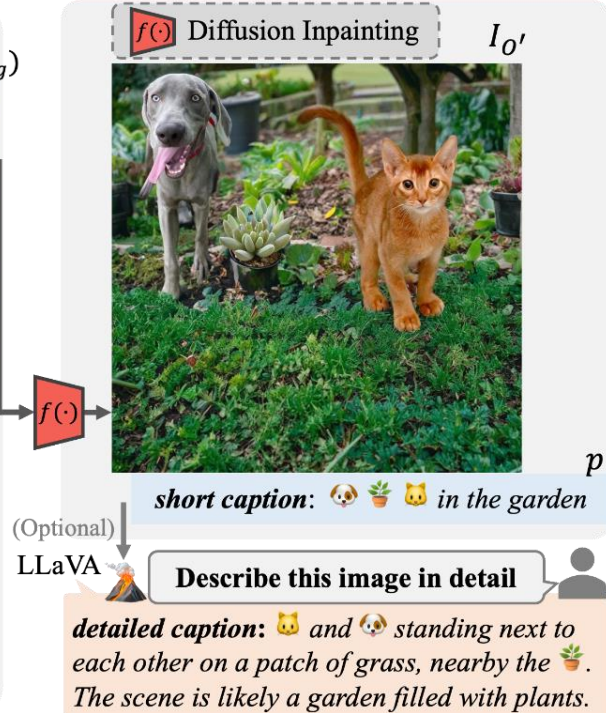 f(·) Diffusion Inpainting
I_O′
g)
f(·)
p
short caption: 🐶 🪴 🐱 in the garden
(Optional)
LLaVA🌋
Describe this image in detail
detailed caption: 🐱 and 🐶 standing next to
each other on a patch of grass, nearby the 🪴.
The scene is likely a garden filled with plants.